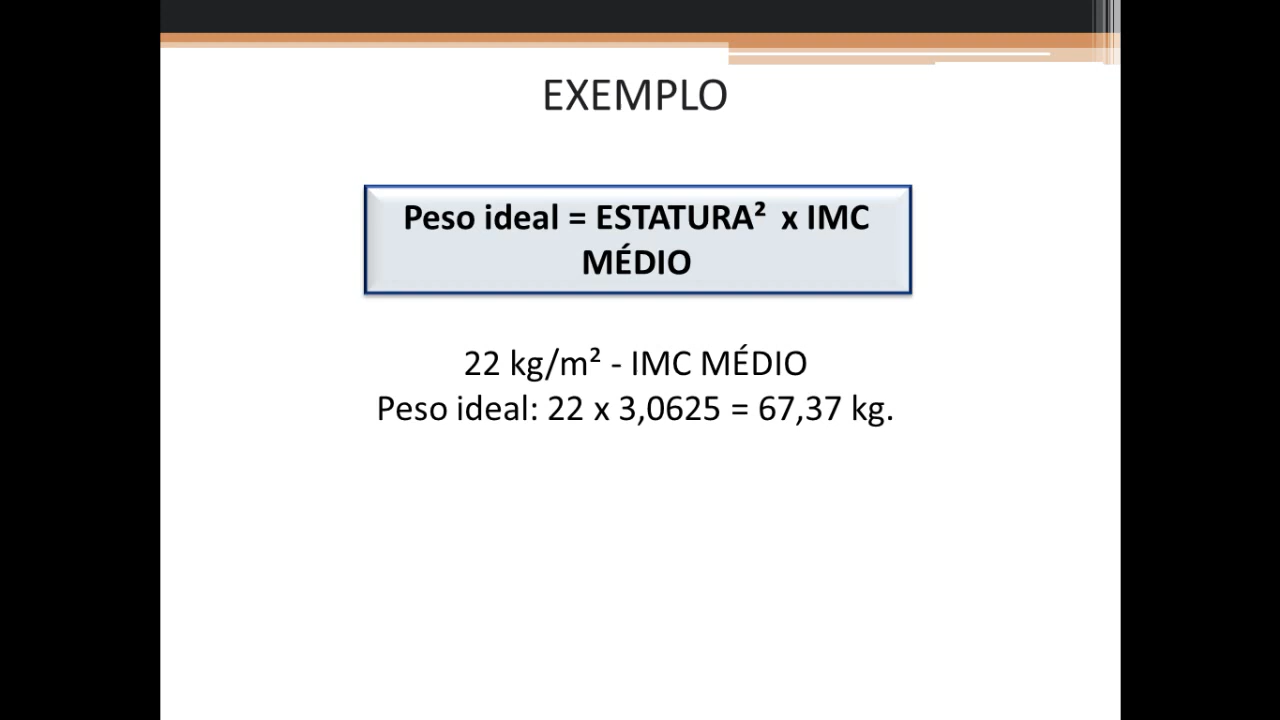 EXEMPLO
Peso ideal = ESTATURA² x IMC
MÉDIO
22 kg/m² - IMC MÉDIO
Peso ideal: 22 x 3,0625 = 67,37 kg.